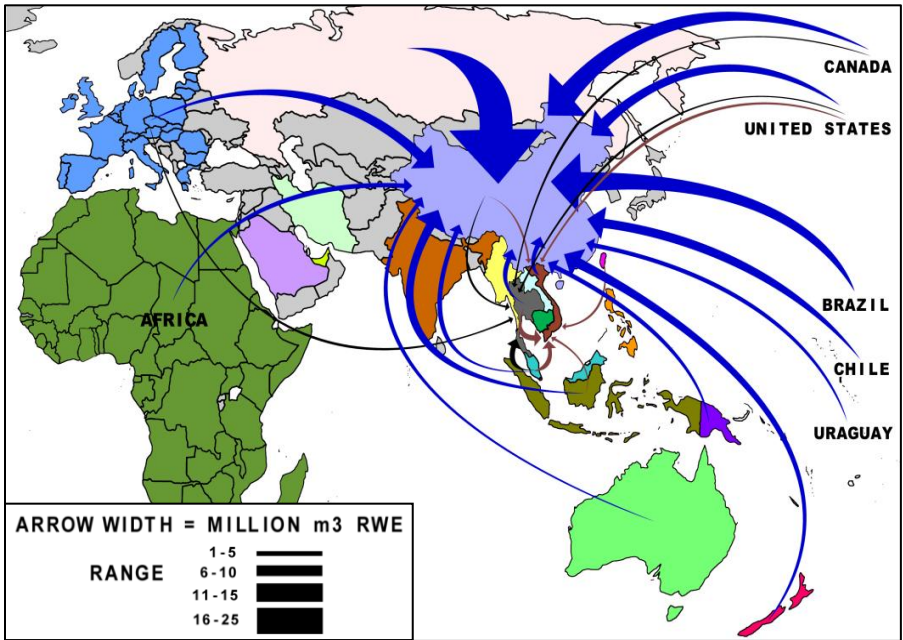 CANADA
UNITED STATES
AFRICA
BRAZIL
CHILE
URAGUAY
ARROW WIDTH = MILLION m3 RWE
RANGE
1-5
6-10
11-15
16-25